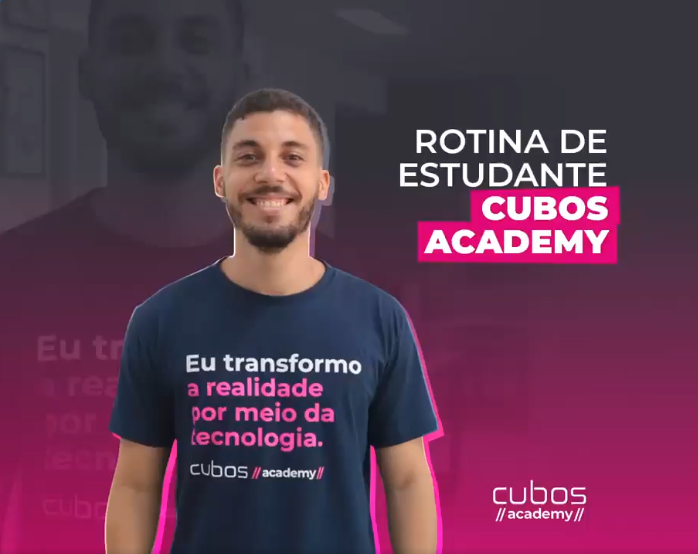 ROTINA DE
ESTUDANTE
CUBOS
ACADEMY
Eu transformo
a realidade
por meio da
tecnologia.
cubos //academy//
cubos
//academy//